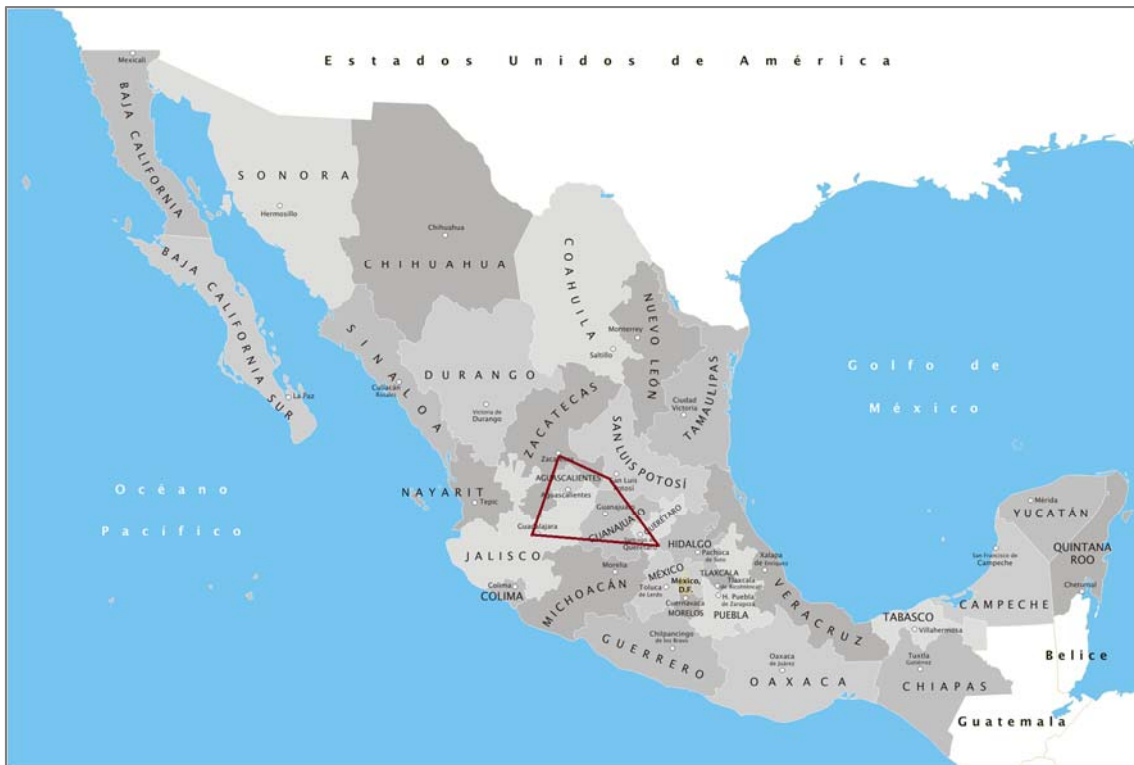 Estados Unidos de América
Mexicali
BAJA CALIFORNIA
SONORA
Hermosillo
Chihuahua
CHIHUAHUA
COAHUILA
BAJA CALIFORNIA SUR
La Paz
SINALOA
Culiacán
Rosales
DURANGO
Victoria de
Durango
NUEVO LEÓN
Monterrey
Saltillo
TAMAULIPAS
Ciudad
Victoria
Golfo de
México
ZACATECAS
Zacatecas
SAN LUIS POTOSÍ
San Luis
Potosí
AGUASCALIENTES
Aguascalientes
NAYARIT
Tepic
Océano
Pacífico
Guanajuato
GUANAJUATO
QUERÉTARO
Santiago de
Querétaro
Guadalajara
JALISCO
HIDALGO
Pachuca
de Soto
Xalapa
de Enríquez
Morelia
MÉXICO
TLAXCALA
Tlaxcala
de Xicohténcatl
Colima
COLIMA
MICHOACÁN
Toluca
de Lerdo
México,
D.F.
H. Puebla
de Zaragoza
Cuernavaca
MORELOS
PUEBLA
VERACRUZ
Chilpancingo
de los Bravo
GUERRERO
Oaxaca
de Juárez
OAXACA
TABASCO
Villahermosa
Tuxtla
Gutiérrez
CHIAPAS
Mérida
YUCATÁN
San Francisco de
Campeche
CAMPECHE
QUINTANA
ROO
Chetumal
Belice
Guatemala